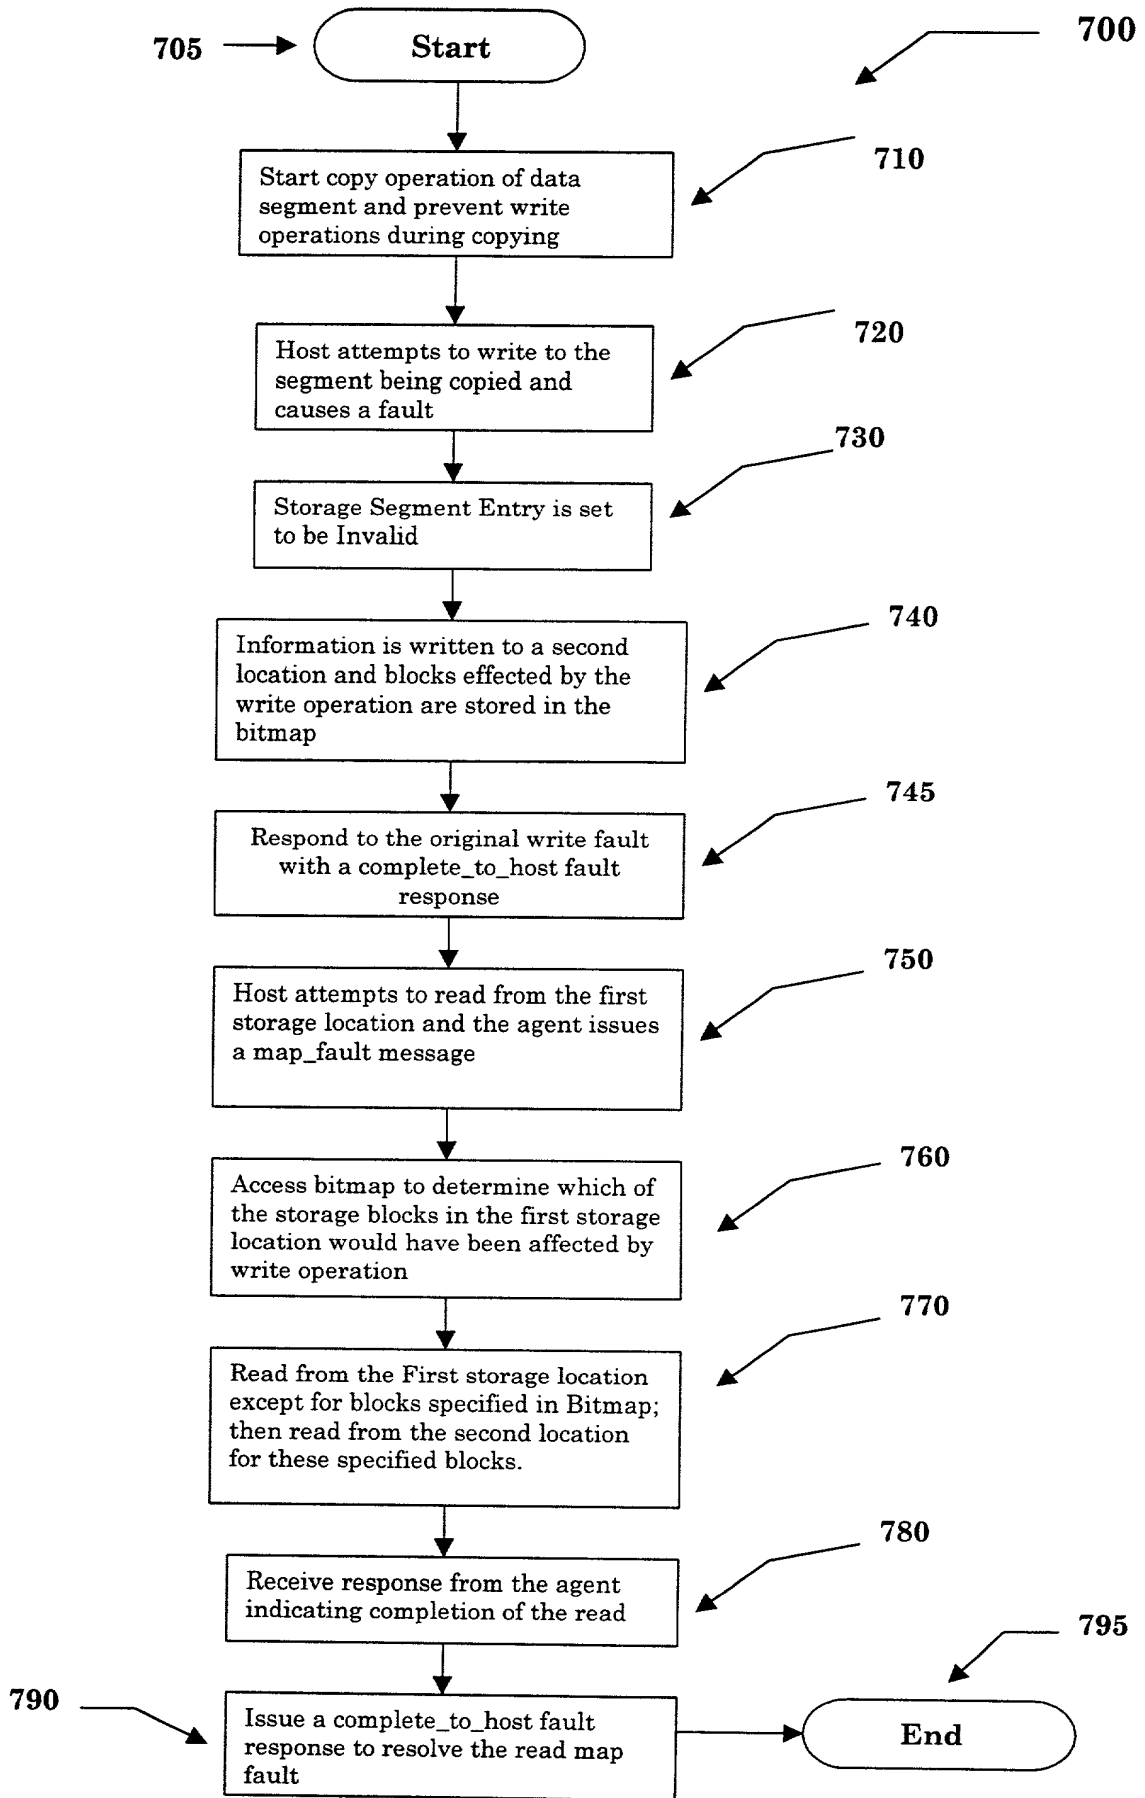 705
Start
700
Start copy operation of data
segment and prevent write
operations during copying
710
Host attempts to write to the
segment being copied and
causes a fault
720
Storage Segment Entry is set
to be Invalid
730
Information is written to a second
location and blocks effected by the
write operation are stored in the
bitmap
740
Respond to the original write fault
with a complete_to_host fault
response
745
Host attempts to read from the first
storage location and the agent issues
a map_fault message
750
Access bitmap to determine which of
the storage blocks in the first storage
location would have been affected by
write operation
760
Read from the First storage location
except for blocks specified in Bitmap;
then read from the second location
for these specified blocks.
770
Receive response from the agent
indicating completion of the read
780
790
Issue a complete_to_host fault
response to resolve the read map
fault
795
End